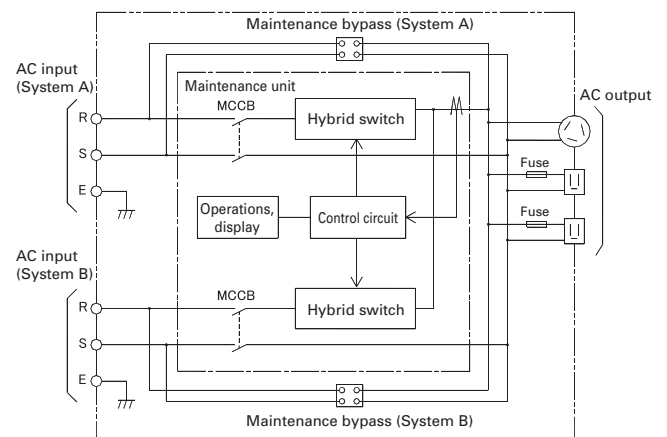 Maintenance bypass (System A)
AC input
(System A)
Maintenance unit
MCCB
AC output
R
Hybrid switch
S
Fuse
E
Operations,
display
Control circuit
Fuse
AC input
(System B)
MCCB
R
Hybrid switch
S
E
Maintenance bypass (System B)